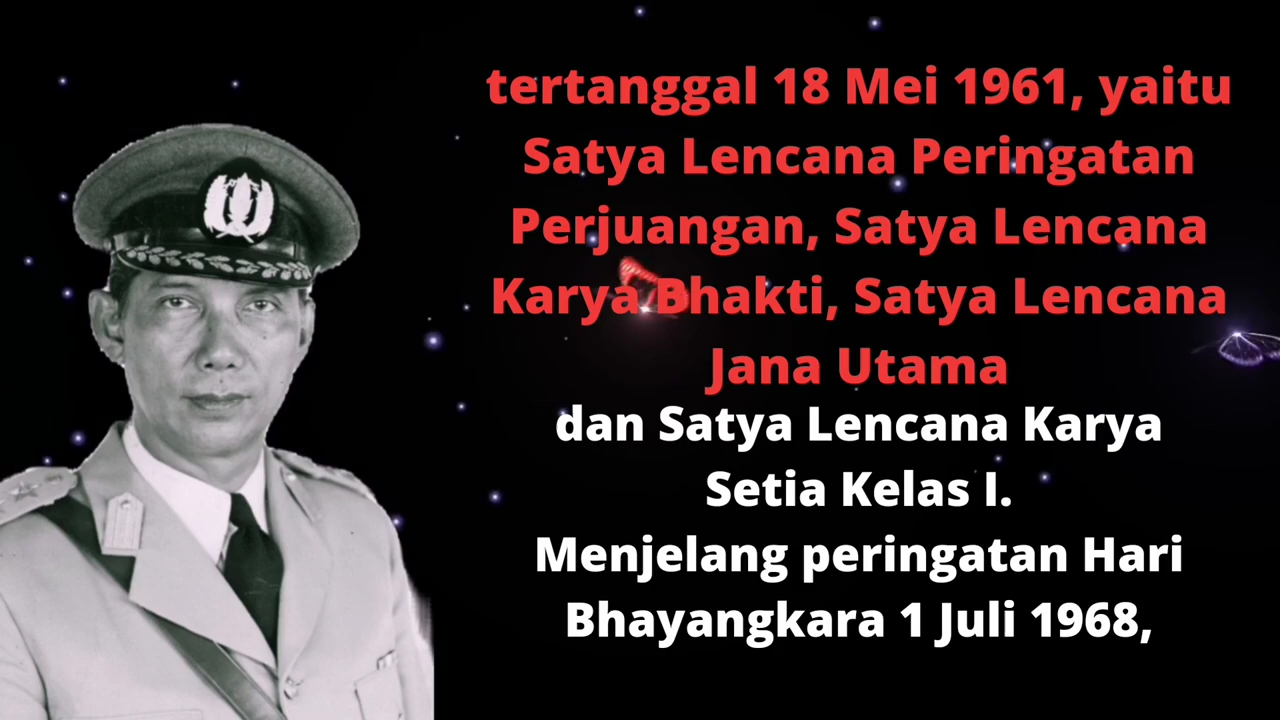 tertanggal 18 Mei 1961, yaitu
Satya Lencana Peringatan
Perjuangan, Satya Lencana
Karya Bhakti, Satya Lencana
Jana Utama
dan Satya Lencana Karya
Setia Kelas I.
Menjelang peringatan Hari
Bhayangkara 1 Juli 1968,